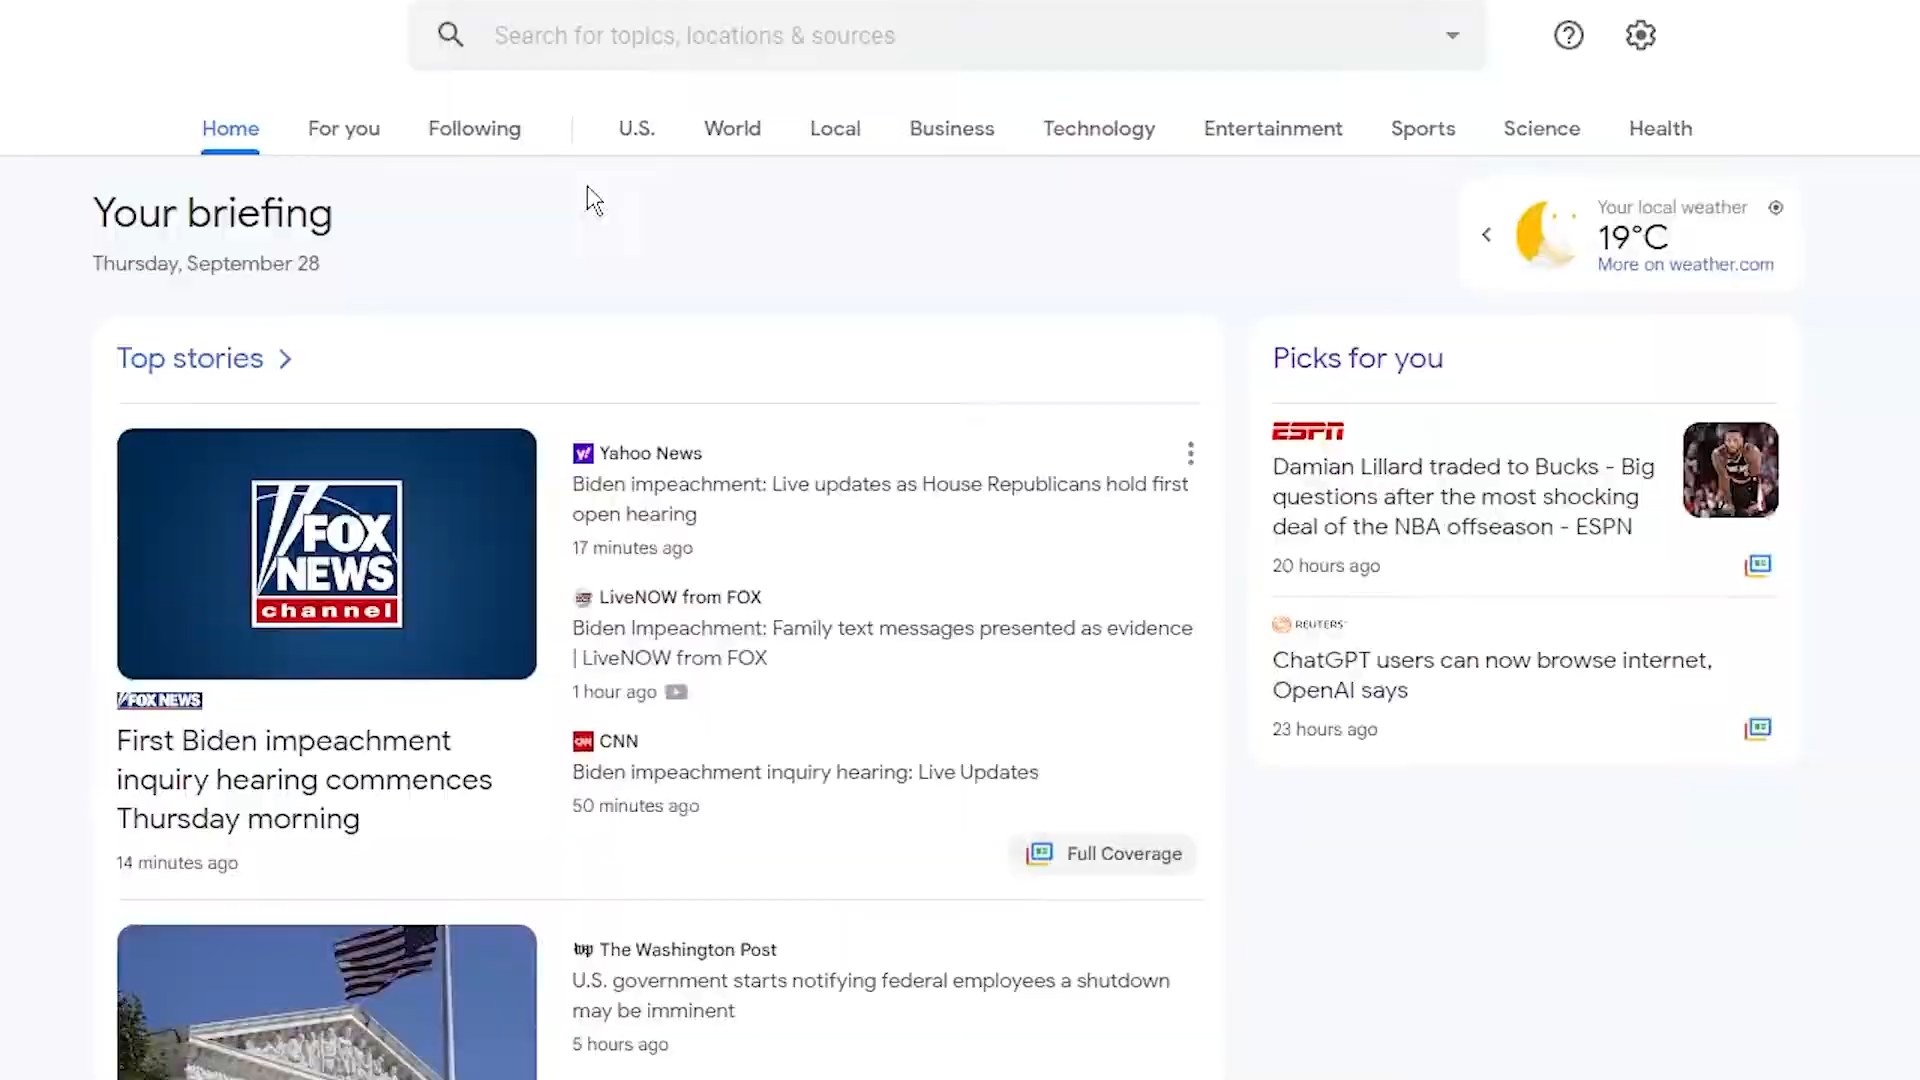 Search for topics, locations & sources
Home For you Following U.S. World Local Business Technology Entertainment Sports Science Health
Your briefing
Thursday, September 28
Your local weather
19°C
More on weather.com
Top stories
FOX
NEWS
channel
FOX NEWS
First Biden impeachment
inquiry hearing commences
Thursday morning
14 minutes ago
Yahoo News
Biden impeachment: Live updates as House Republicans hold first
open hearing
17 minutes ago
LiveNOW from FOX
Biden Impeachment: Family text messages presented as evidence
| LiveNOW from FOX
1 hour ago
CNN
Biden impeachment inquiry hearing: Live Updates
50 minutes ago
Full Coverage
The Washington Post
U.S. government starts notifying federal employees a shutdown
may be imminent
5 hours ago
Picks for you
ESPN
Damian Lillard traded to Bucks - Big
questions after the most shocking
deal of the NBA offseason - ESPN
20 hours ago
REUTERS
ChatGPT users can now browse internet,
OpenAI says
23 hours ago